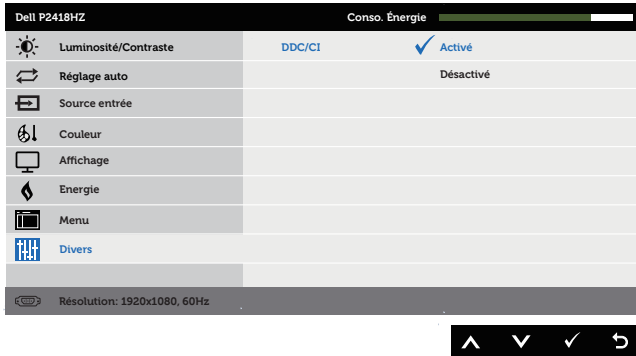 Dell P2418HZ Conso. Énergie
Luminosité/Contraste DDC/CI Activé
Réglage auto Désactivé
Source entrée
Couleur
Affichage
Energie
Menu
Divers
Résolution: 1920x1080, 60Hz